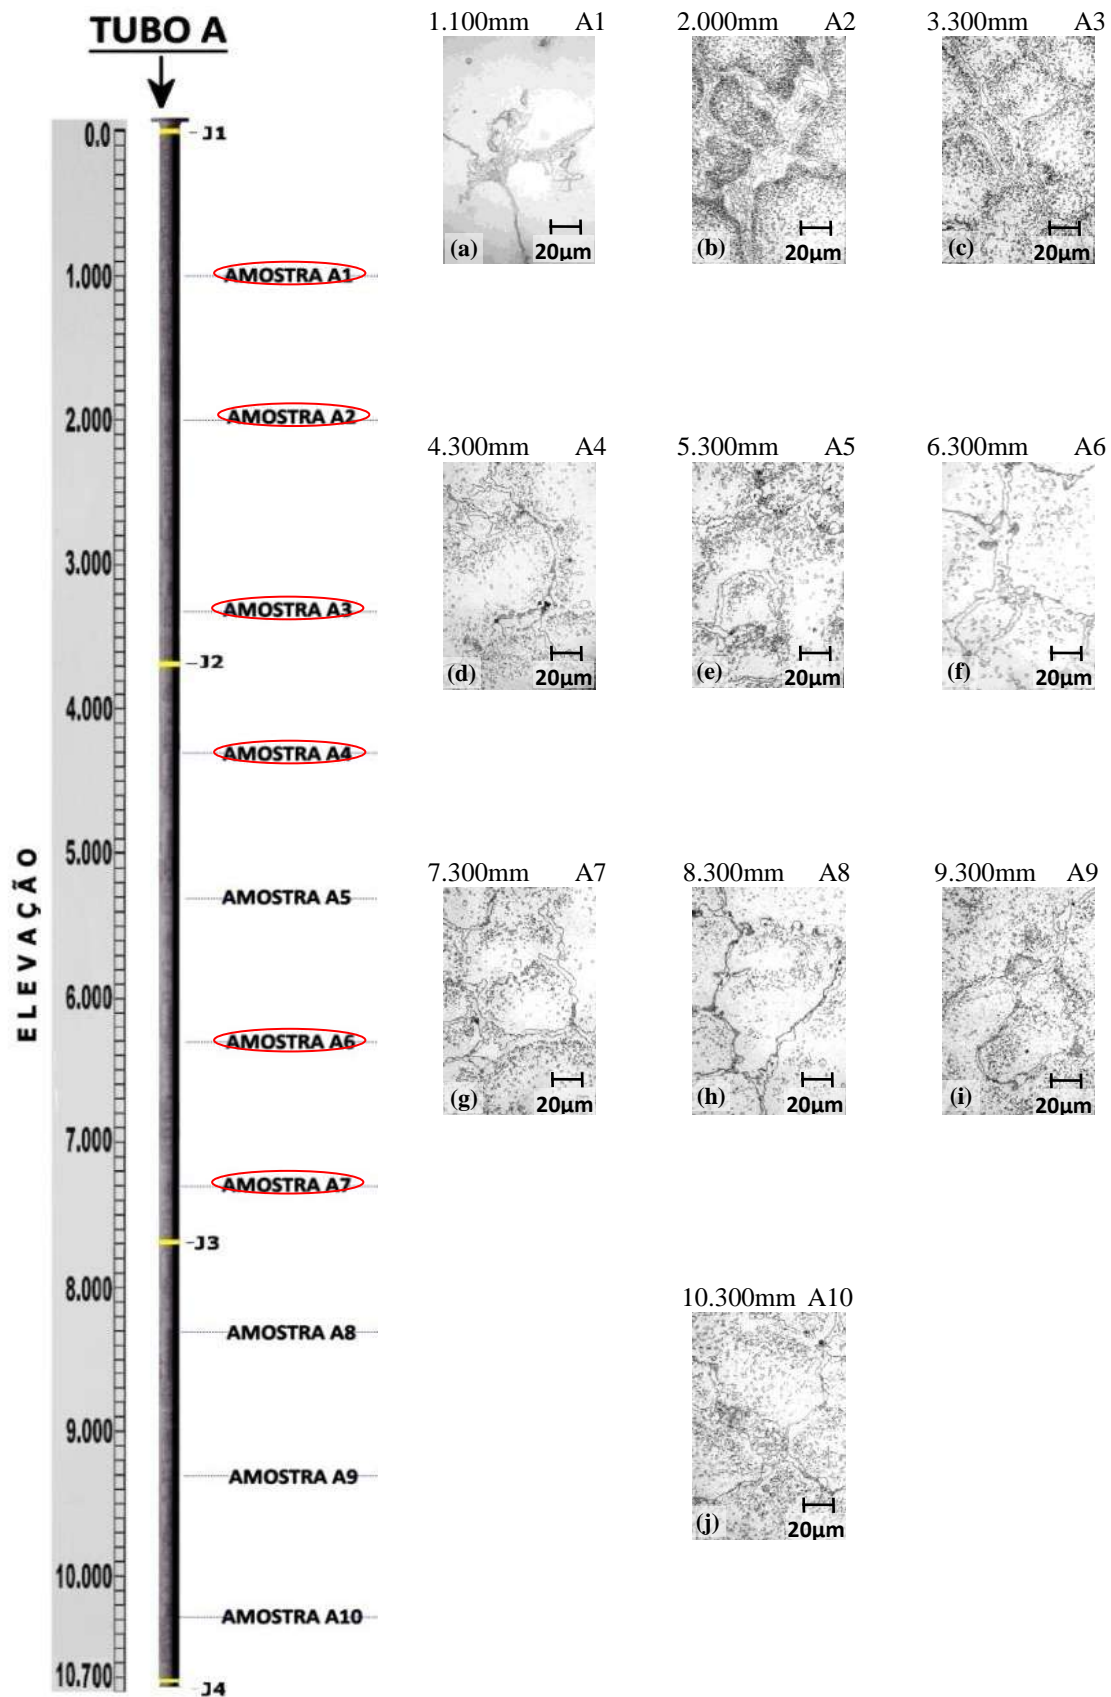 TUBO A
0.0
J1
1.000
AMOSTRA A1
2.000
AMOSTRA A2
3.000
AMOSTRA A3
J2
4.000
AMOSTRA A4
5.000
AMOSTRA A5
ELEVAÇÃO
6.000
AMOSTRA A6
7.000
AMOSTRA A7
J3
8.000
AMOSTRA A8
9.000
AMOSTRA A9
10.000
AMOSTRA A10
10.700
J4
1.100mm A1
(a) 20µm
2.000mm A2
(b) 20µm
3.300mm A3
(c) 20µm
4.300mm A4
(d) 20µm
5.300mm A5
(e) 20µm
6.300mm A6
(f) 20µm
7.300mm A7
(g) 20µm
8.300mm A8
(h) 20µm
9.300mm A9
(i) 20µm
10.300mm A10
(j) 20µm